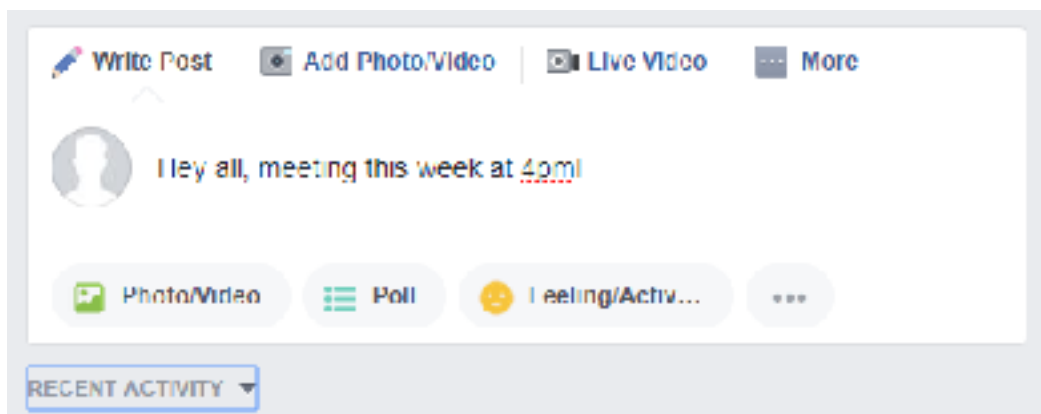 Write Post Add Photo/Video Live Video More
Hey all, meeting this week at 4pm!
Photo/Video Poll Feeling/Activ...
RECENT ACTIVITY